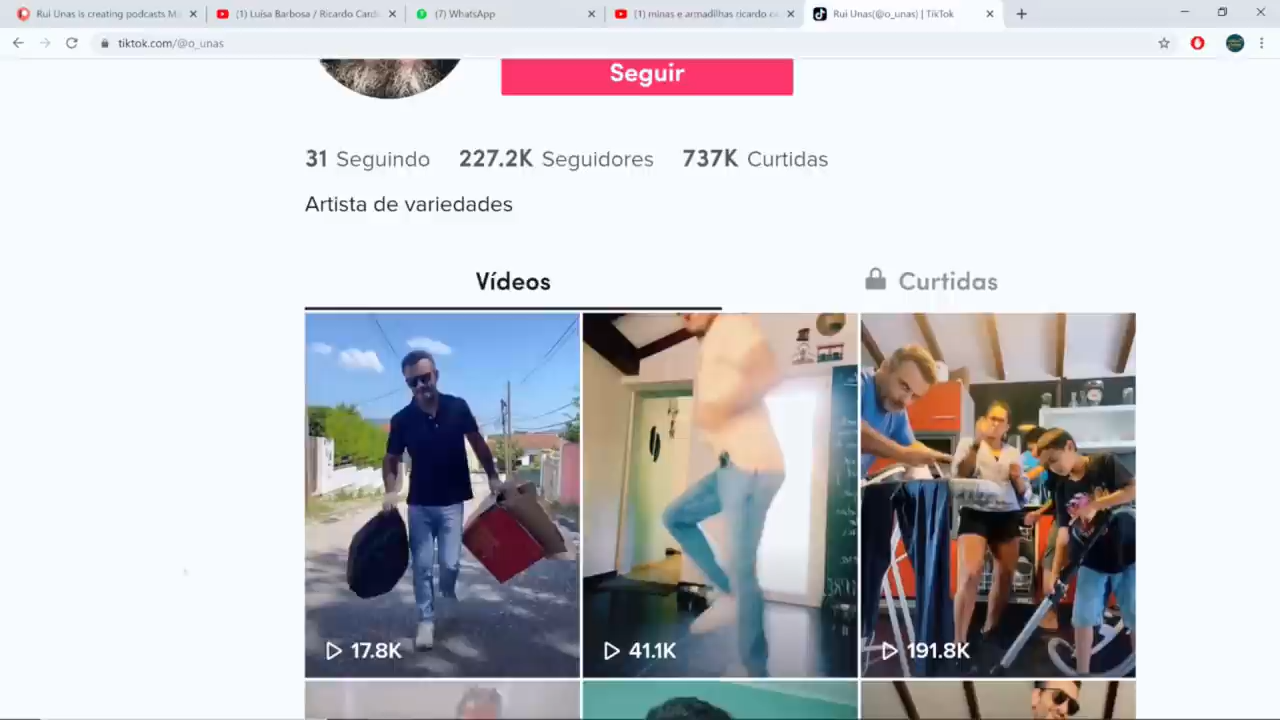 Rui Unas is creating podcasts
(1) Luísa Barbosa / Ricardo Card
(7) WhatsApp
(1) minas e armadilhas ricardo
Rui Unas(@o_unas) | TikTok
tiktok.com/@o_unas
Seguir
31 Seguindo 227.2K Seguidores 737K Curtidas
Artista de variedades
Vídeos
Curtidas
17.8K
41.1K
191.8K